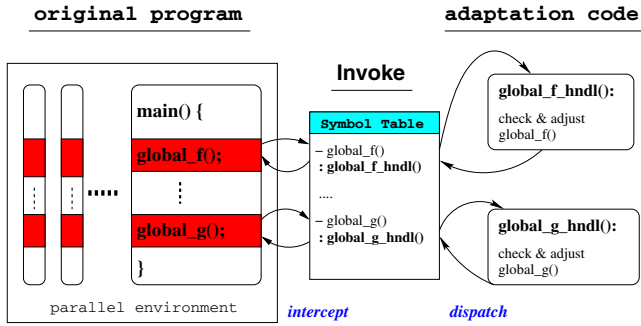 original program
adaptation code
Invoke
main() {
global_f();
global_g();
}
parallel environment
Symbol Table
– global_f()
: global_f_hndl()
....
– global_g()
: global_g_hndl()
intercept
dispatch
global_f_hndl():
check & adjust
global_f()
global_g_hndl():
check & adjust
global_g()